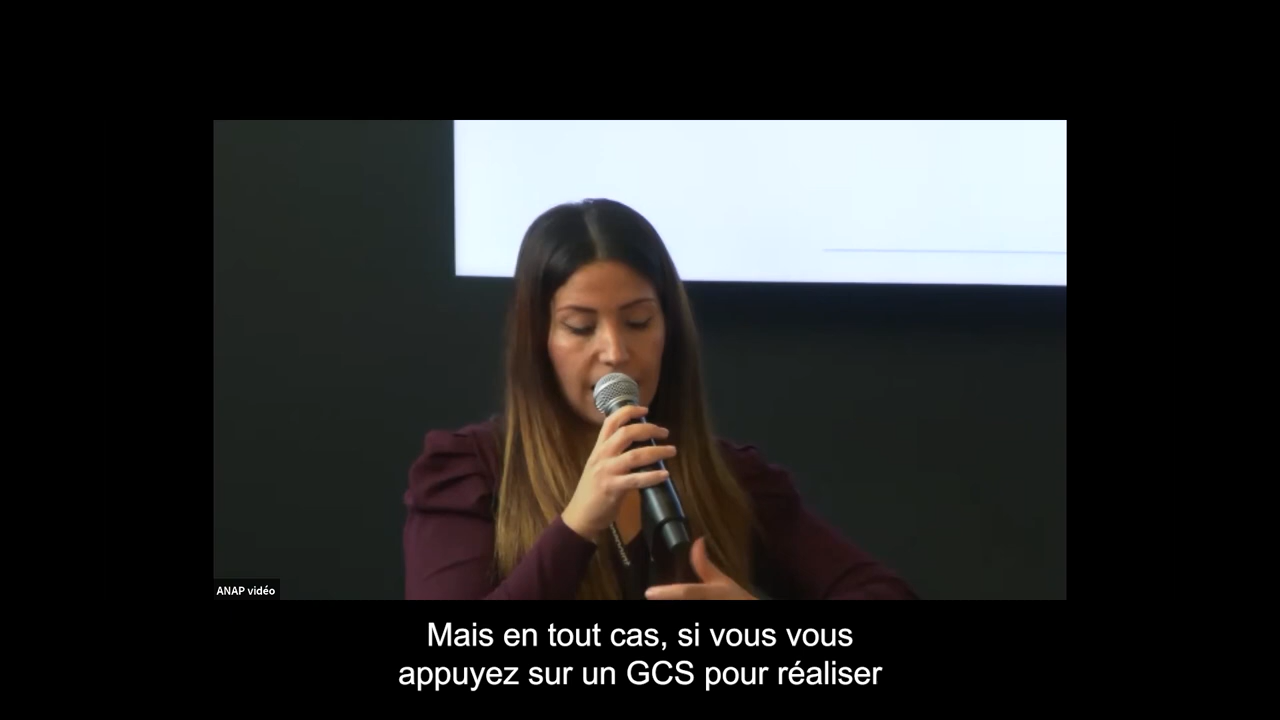 ANAP vidéo
Mais en tout cas, si vous vous
appuyez sur un GCS pour réaliser